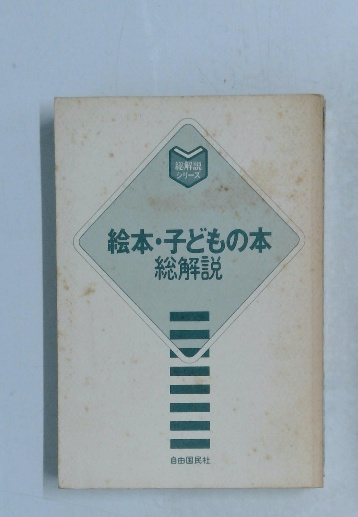 総解説
シリーズ
絵本・子どもの本
総解説
自由国民社